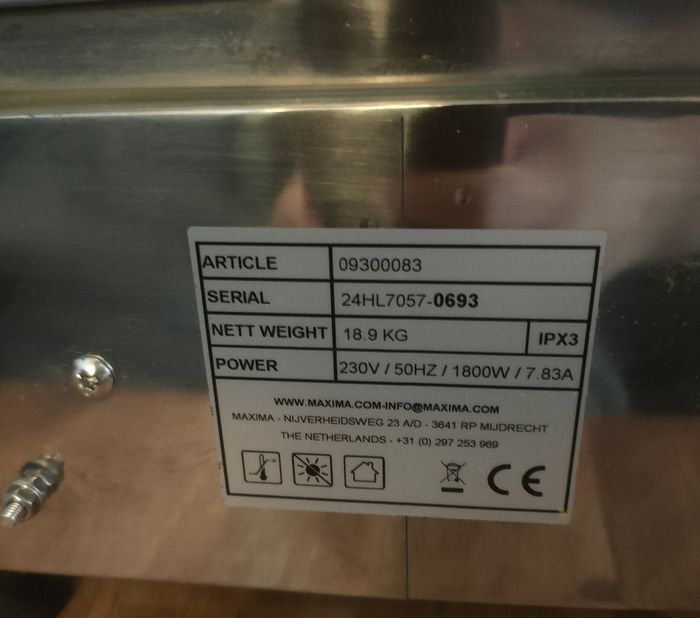 ARTICLE 09300083
SERIAL 24HL7057-0693
NETT WEIGHT 18.9 KG IPX3
POWER 230V / 50HZ / 1800W / 7.83A
WWW.MAXIMA.COM-INFO@MAXIMA.COM
MAXIMA - NIJVERHEIDSWEG 23 A/D - 3641 RP MIJDRECHT
THE NETHERLANDS - +31 (0) 297 253 969
CE